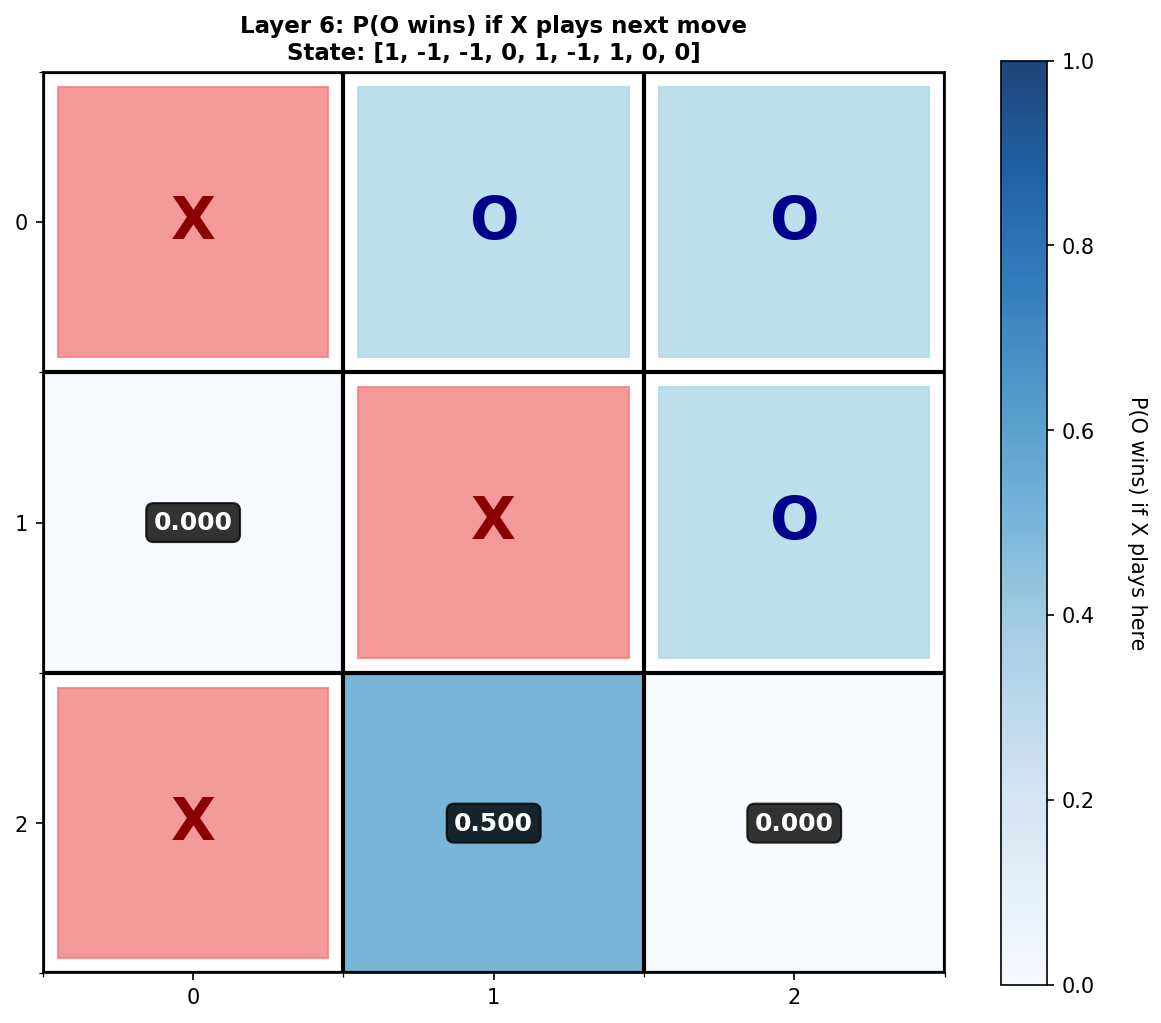 Layer 6: P(O wins) if X plays next move
State: [1, -1, -1, 0, 1, -1, 1, 0, 0]
0 X O O
1 0.000 X O
2 X 0.500 0.000
0 1 2
1.0
0.8
0.6
0.4
0.2
0.0
P(O wins) if X plays here